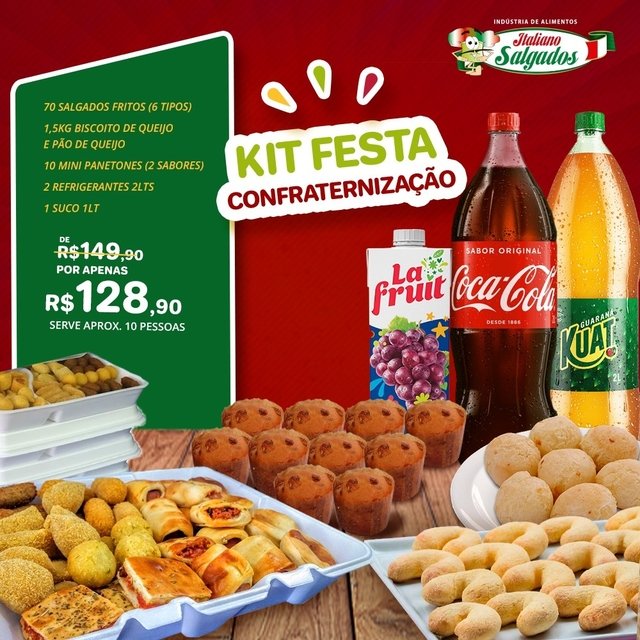 INDÚSTRIA DE ALIMENTOS
Italiano
Salgados
70 SALGADOS FRITOS (6 TIPOS)
1,5KG BISCOITO DE QUEIJO
E PÃO DE QUEIJO
10 MINI PANETONES (2 SABORES)
2 REFRIGERANTES 2LTS
1 SUCO 1LT
DE
R$149,90
POR APENAS
R$128,90
SERVE APROX. 10 PESSOAS
KIT FESTA
CONFRATERNIZAÇÃO
La
fruit
SABOR ORIGINAL
Coca-Cola
DESDE 1886
GUARANÁ
KUAT
2L